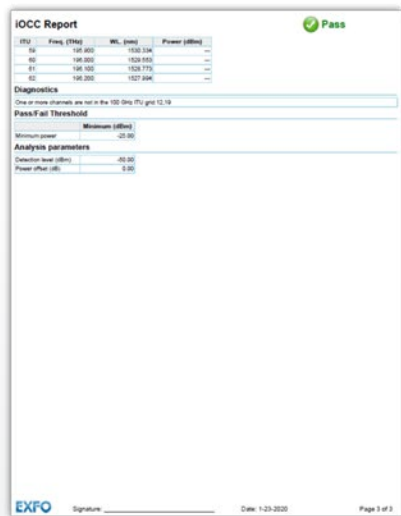 iOCC Report
Pass
ITU Freq. (THz) WL. (nm) Power (dBm)
59 195.900 1530.334 ---
60 196.000 1529.553 ---
61 196.100 1528.773 ---
62 196.200 1527.994 ---
Diagnostics
One or more channels are not in the 100 GHz ITU grid 12,19
Pass/Fail Threshold
Minimum (dBm)
Minimum power -25.00
Analysis parameters
Detection level (dBm) -50.00
Power offset (dB) 0.00
EXFO Signature: Date: 1-23-2020 Page 3 of 3